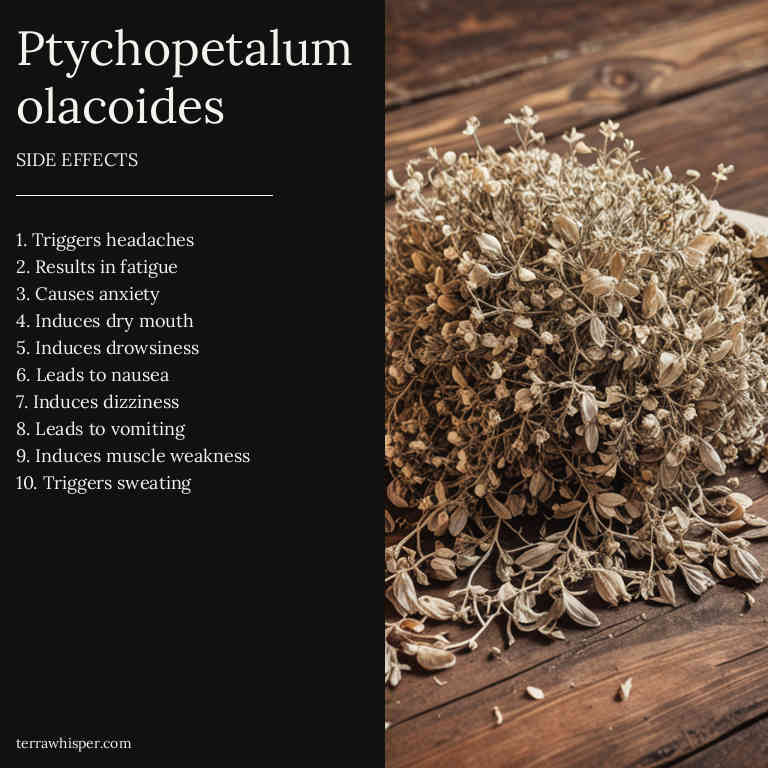 Ptychopetalum
olacoides
SIDE EFFECTS
1. Triggers headaches
2. Results in fatigue
3. Causes anxiety
4. Induces dry mouth
5. Induces drowsiness
6. Leads to nausea
7. Induces dizziness
8. Leads to vomiting
9. Induces muscle weakness
10. Triggers sweating
terrawhisper.com